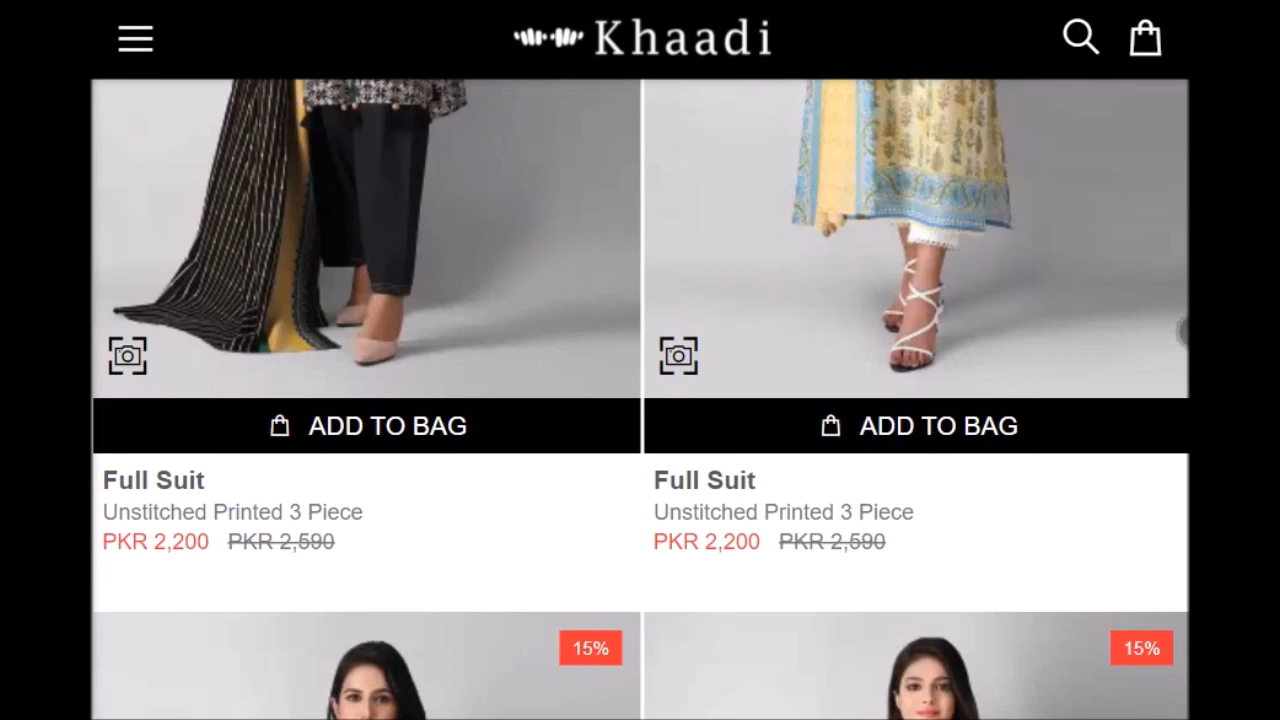 Khaadi
ADD TO BAG
ADD TO BAG
Full Suit
Unstitched Printed 3 Piece
PKR 2,200 PKR 2,590
Full Suit
Unstitched Printed 3 Piece
PKR 2,200 PKR 2,590
15%
15%